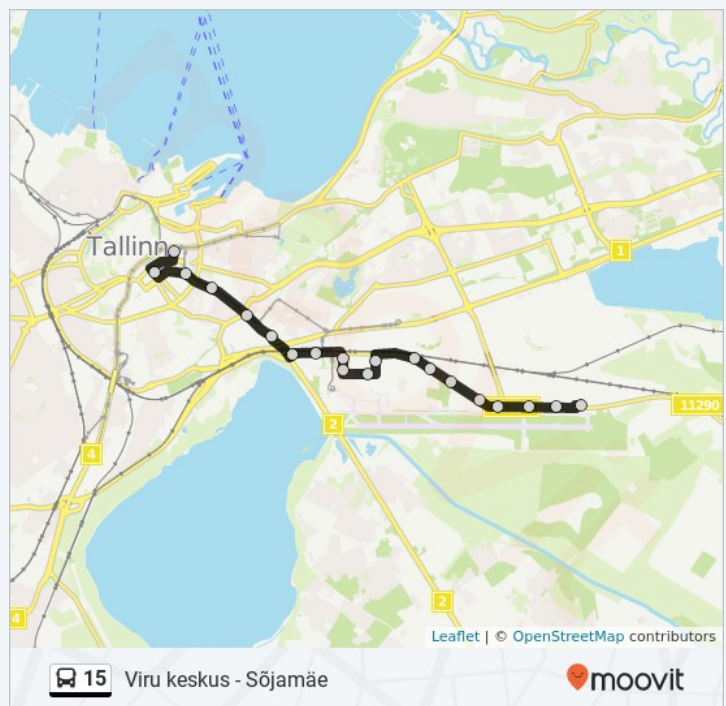 Tallinn
1
11290
2
4
2
4
Leaflet | © OpenStreetMap contributors
15 Viru keskus - Sõjamäe
moovit